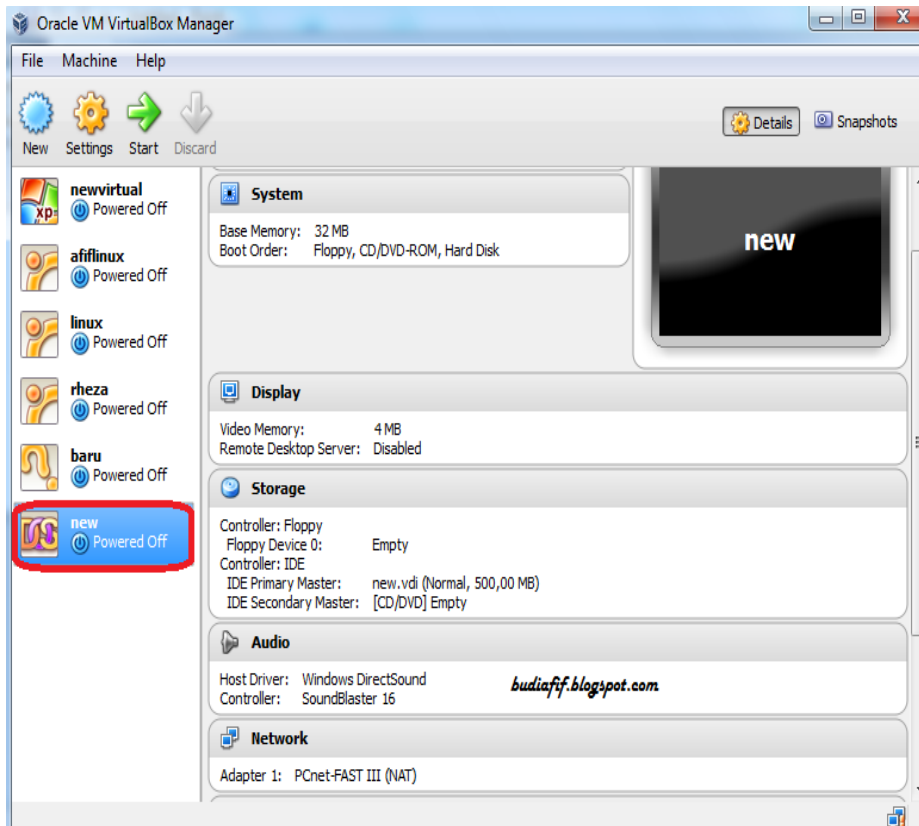 Oracle VM VirtualBox Manager
File Machine Help
New Settings Start Discard
Details Snapshots
newvirtual
Powered Off
afiflinux
Powered Off
linux
Powered Off
rheza
Powered Off
baru
Powered Off
new
Powered Off
System
Base Memory: 32 MB
Boot Order: Floppy, CD/DVD-ROM, Hard Disk
new
Display
Video Memory: 4 MB
Remote Desktop Server: Disabled
Storage
Controller: Floppy
Floppy Device 0: Empty
Controller: IDE
IDE Primary Master: new.vdi (Normal, 500,00 MB)
IDE Secondary Master: [CD/DVD] Empty
Audio
Host Driver: Windows DirectSound
Controller: SoundBlaster 16
budiafif.blogspot.com
Network
Adapter 1: PCnet-FAST III (NAT)